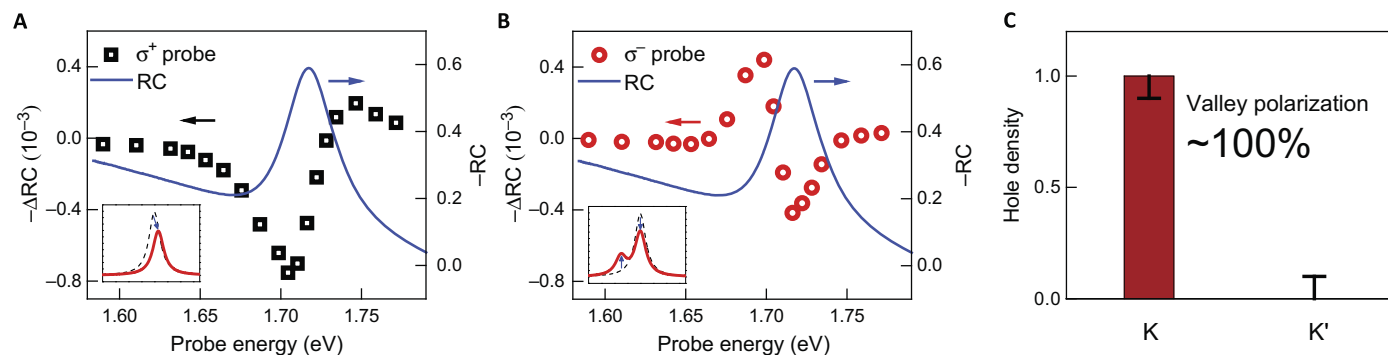 A
σ+ probe
RC
0.4
0.0
−0.4
−0.8
−ΔRC (10−3)
0.6
0.4
0.2
0.0
−RC
1.60
1.65
1.70
1.75
Probe energy (eV)
B
σ− probe
RC
0.4
0.0
−0.4
−0.8
−ΔRC (10−3)
0.6
0.4
0.2
0.0
−RC
1.60
1.65
1.70
1.75
Probe energy (eV)
C
1.0
0.5
0.0
Hole density
Valley polarization
~100%
K
K'